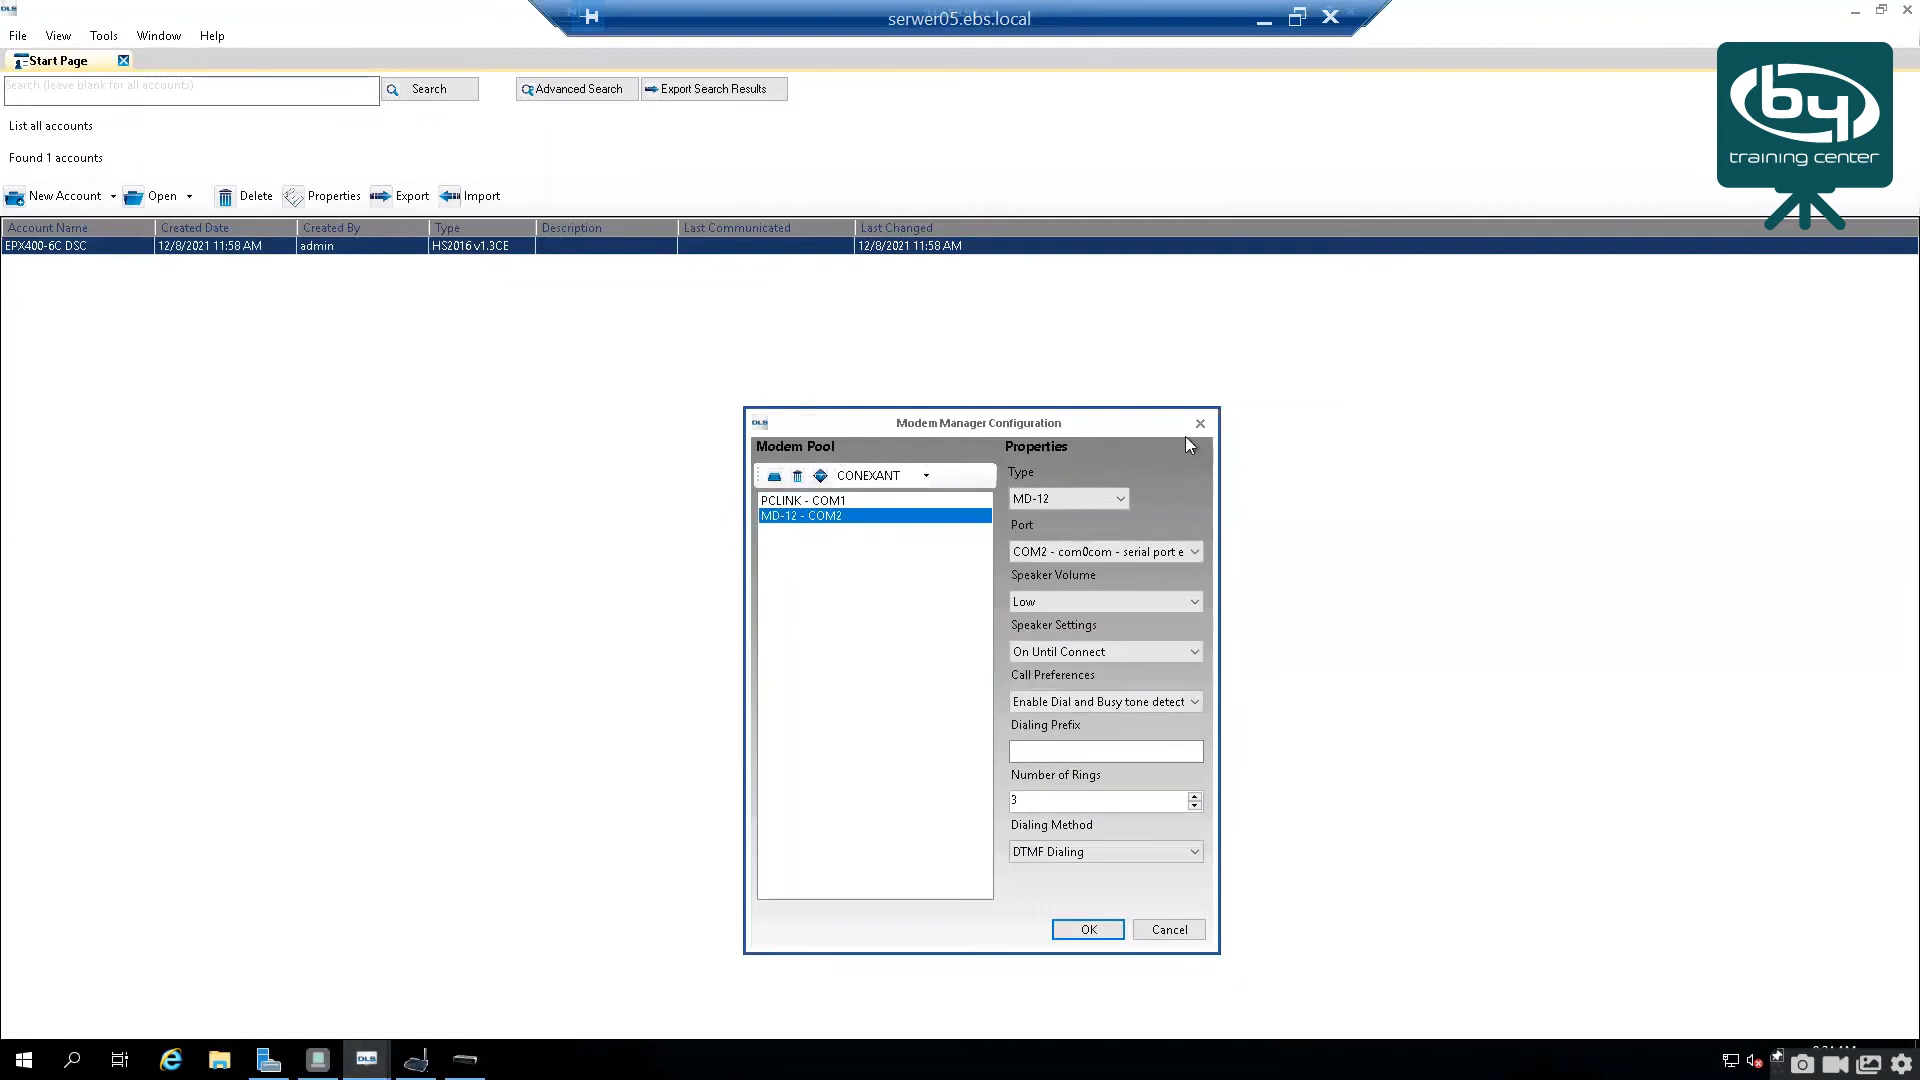 DLS
serwer05.ebs.local
File View Tools Window Help
Start Page
Search (leave blank for all accounts)
Search
Advanced Search
Export Search Results
by
training center
List all accounts
Found 1 accounts
New Account
Open
Delete
Properties
Export
Import
Account Name Created Date Created By Type Description Last Communicated Last Changed
EPX400-6C DSC 12/8/2021 11:58 AM admin HS2016 v1.3CE 12/8/2021 11:58 AM
DLS
Modem Manager Configuration
Modem Pool
Properties
CONEXANT
PCLINK - COM1
MD-12 - COM2
Type
MD-12
Port
COM2 - com0com - serial port e
Speaker Volume
Low
Speaker Settings
On Until Connect
Call Preferences
Enable Dial and Busy tone detect
Dialing Prefix
Number of Rings
3
Dialing Method
DTMF Dialing
OK
Cancel
DLS